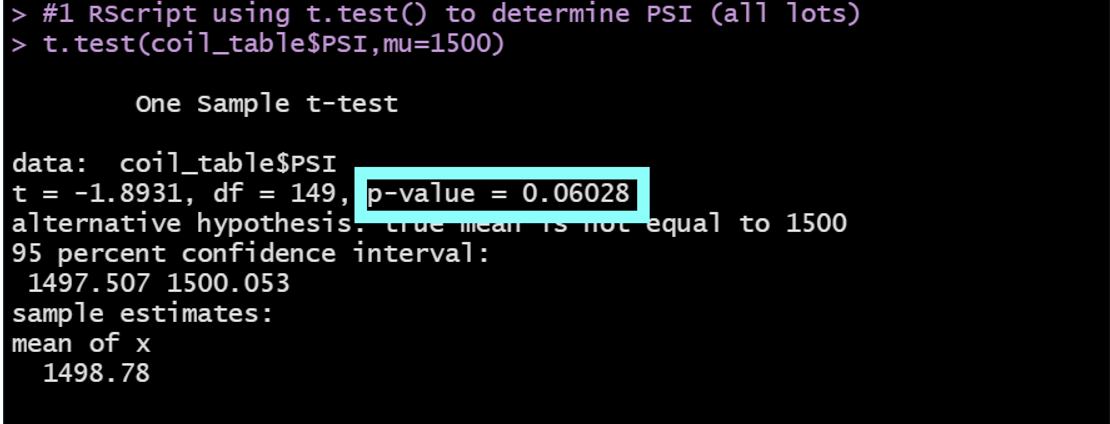 > #1 RScript using t.test() to determine PSI (all lots)
> t.test(coil_table$PSI,mu=1500)
One Sample t-test
data:  coil_table$PSI
t = -1.8931, df = 149, p-value = 0.06028
alternative hypothesis: true mean is not equal to 1500
95 percent confidence interval:
1497.507 1500.053
sample estimates:
mean of x
1498.78